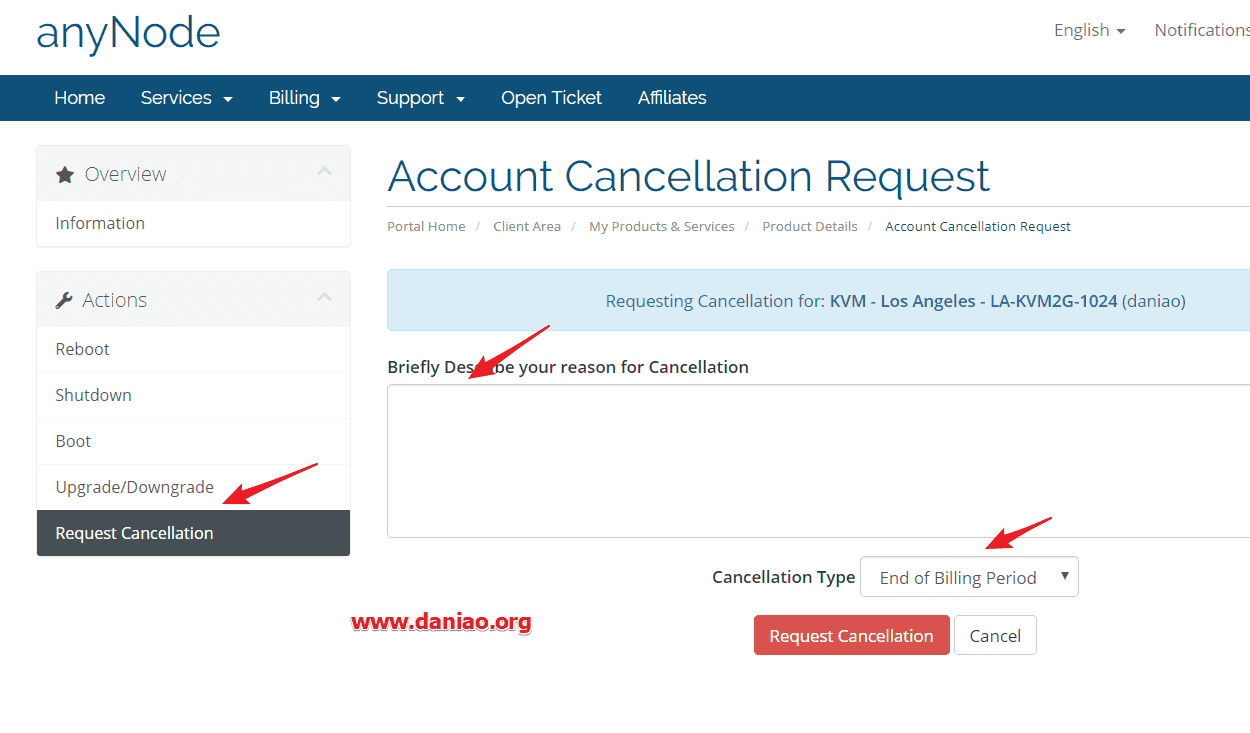 anyNode
English
Notifications
Home Services Billing Support Open Ticket Affiliates
Overview
Information
Actions
Reboot
Shutdown
Boot
Upgrade/Downgrade
Request Cancellation
Account Cancellation Request
Portal Home / Client Area / My Products & Services / Product Details / Account Cancellation Request
Requesting Cancellation for: KVM - Los Angeles - LA-KVM2G-1024 (daniao)
Briefly Describe your reason for Cancellation
Cancellation Type End of Billing Period
Request Cancellation Cancel
www.daniao.org